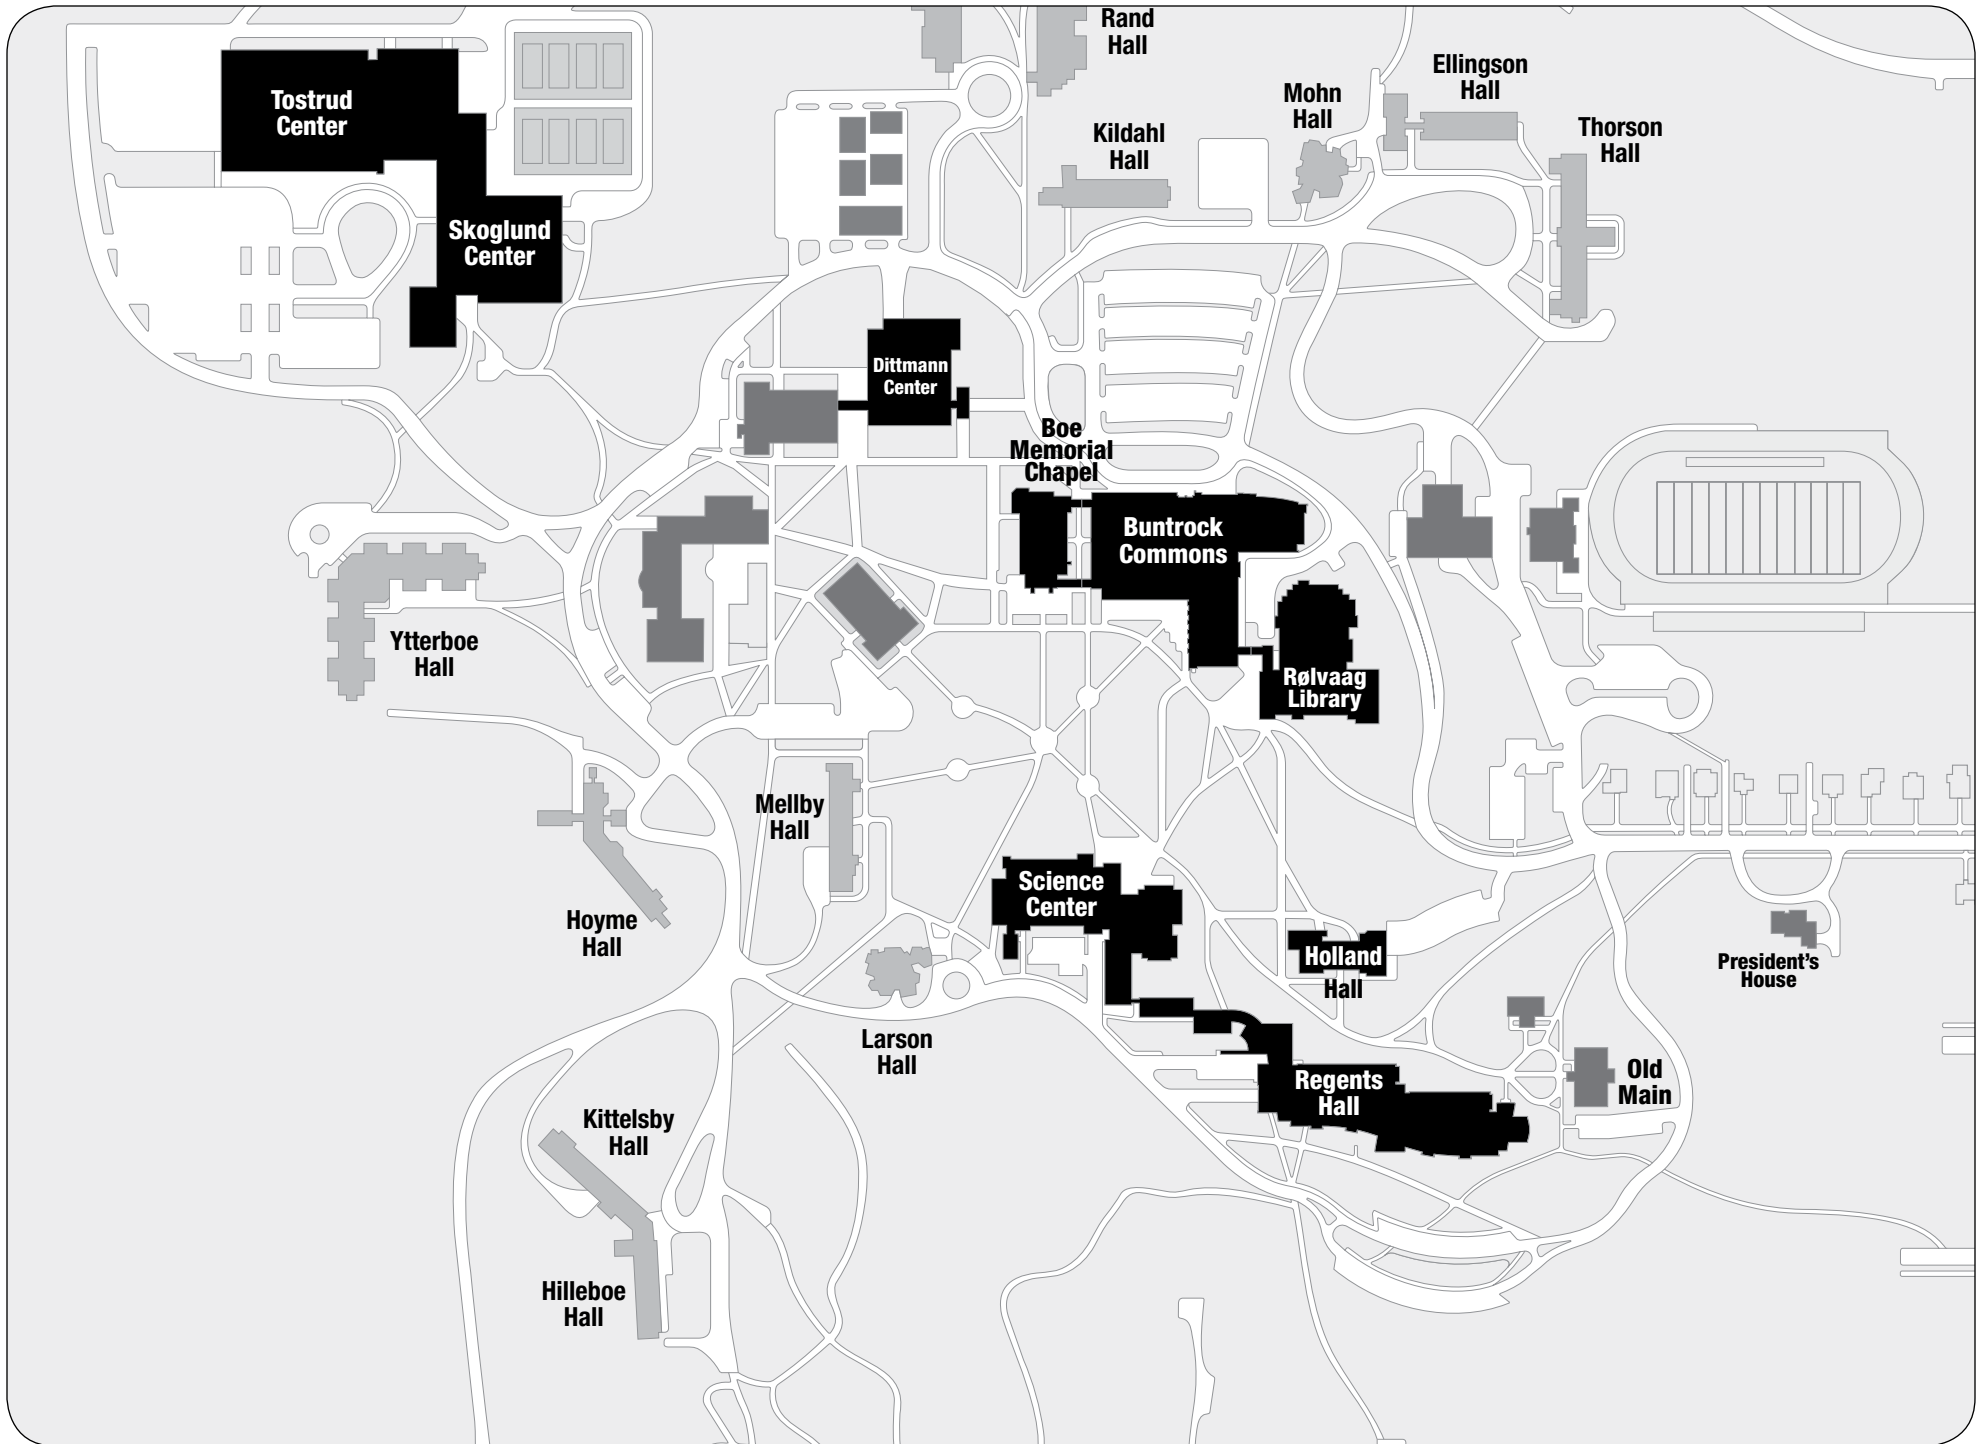 Rand
Hall
Ellingson
Hall
Mohn
Hall
Tostrud
Center
Thorson
Hall
Kildahl
Hall
Skoglund
Center
Dittmann
Center
Boe
Memorial
Chapel
Buntrock
Commons
Ytterboe
Hall
Rølvaag
Library
Mellby
Hall
Science
Center
Hoyme
Hall
Holland
Hall
President's
House
Larson
Hall
Old
Main
Regents
Hall
Kittelsby
Hall
Hilleboe
Hall